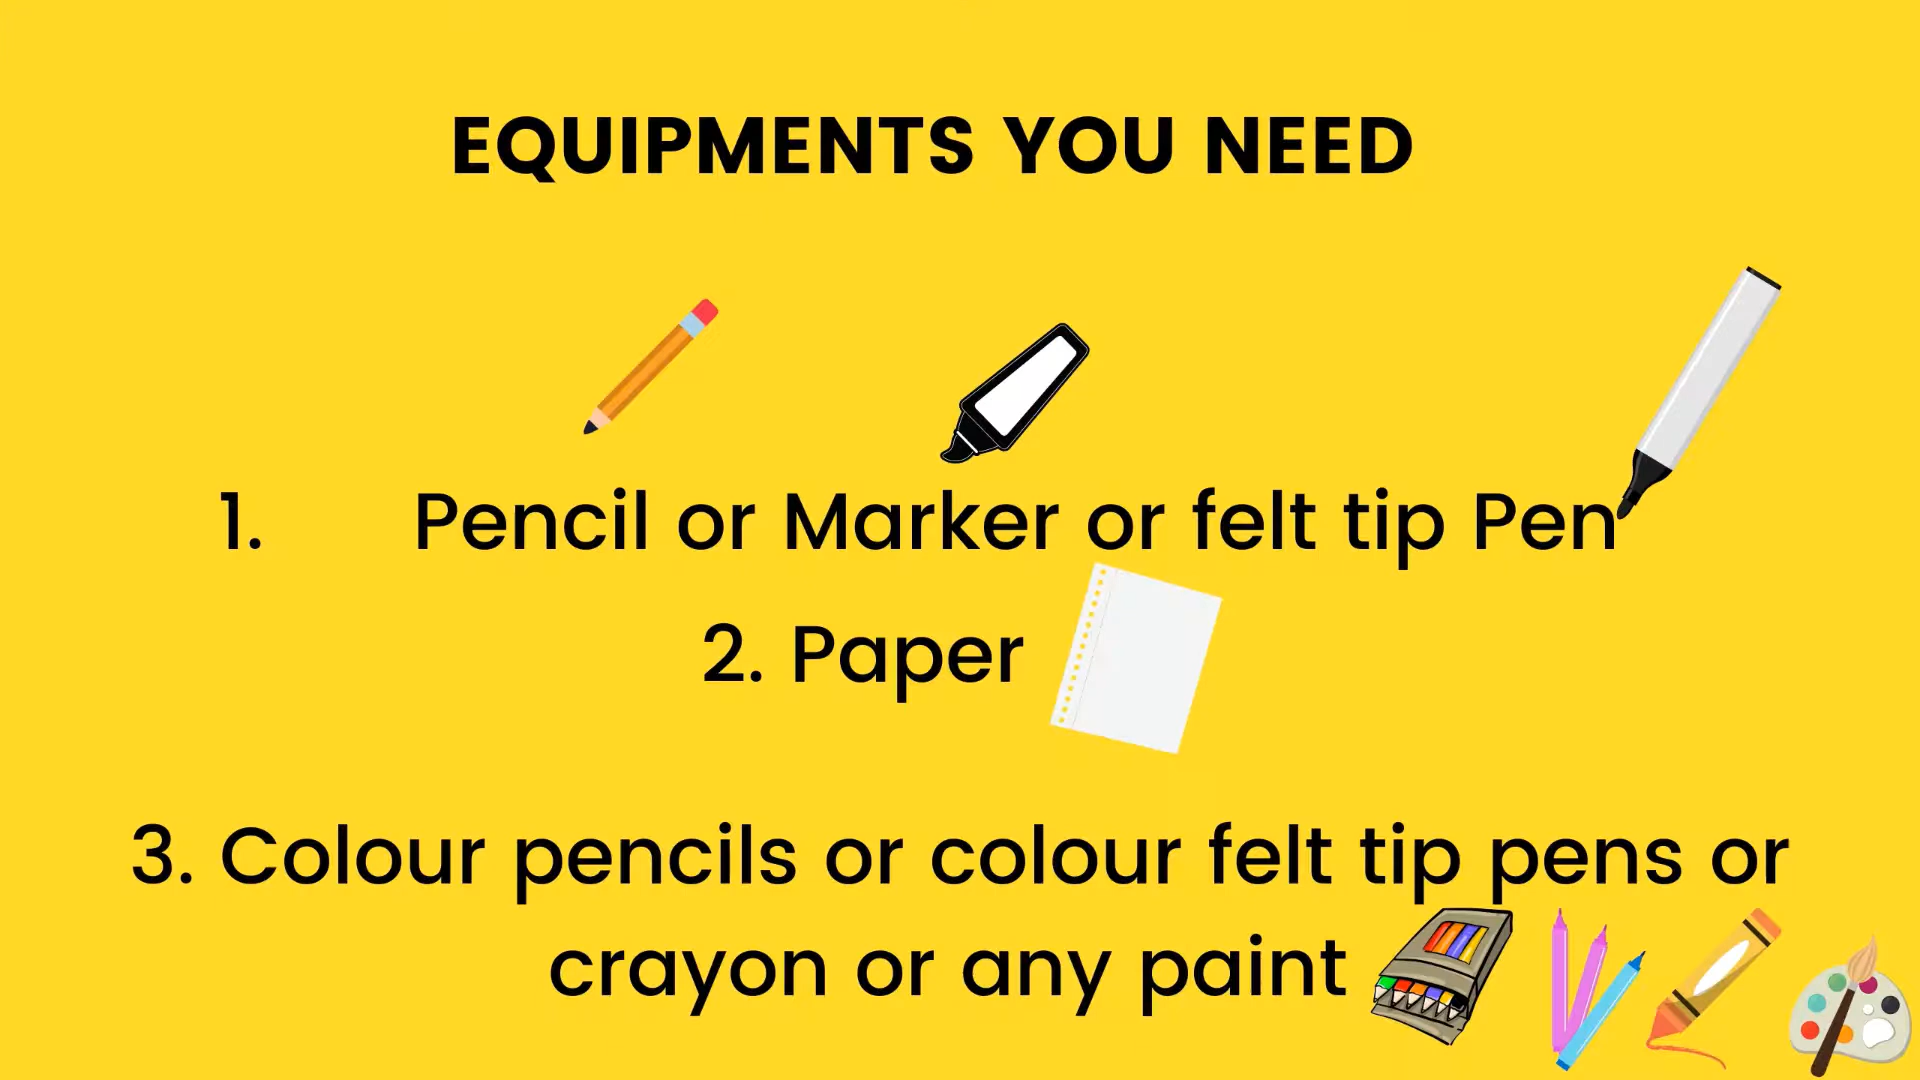 EQUIPMENTS YOU NEED
1. Pencil or Marker or felt tip Pen
2. Paper
3. Colour pencils or colour felt tip pens or
crayon or any paint